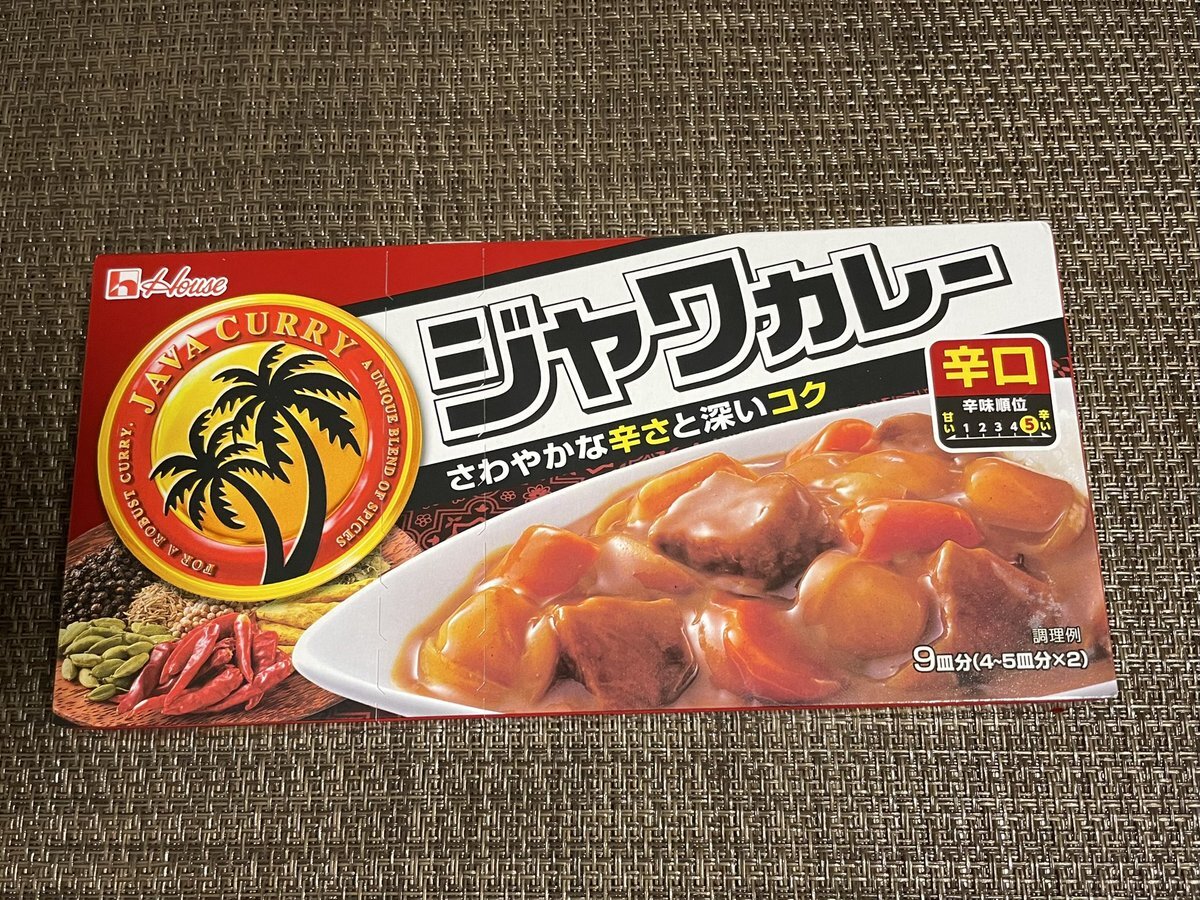 House
JAVA CURRY
A UNIQUE BLEND OF SPICES
FOR A ROBUST CURRY.
ジャワカレー
さわやかな辛さと深いコク
辛口
辛味順位
甘い 1 2 3 4 5 辛い
調理例
9皿分(4~5皿分×2)